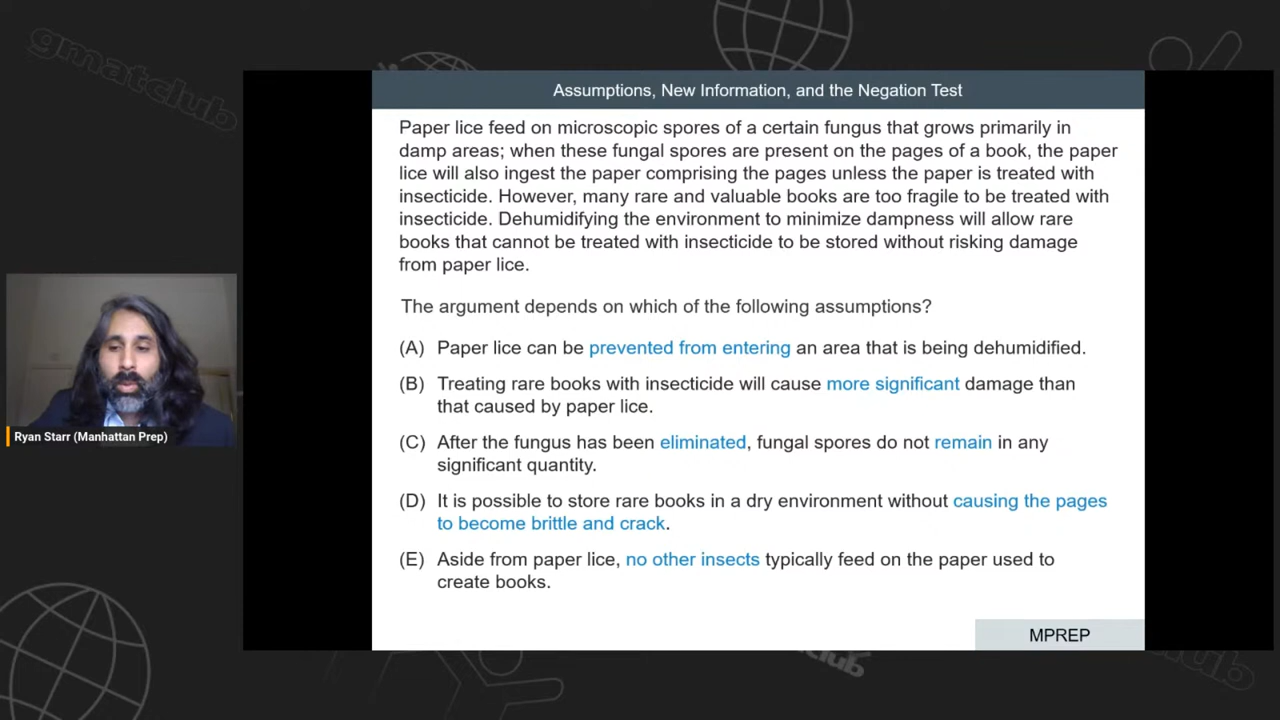 gmatclub
Assumptions, New Information, and the Negation Test
Paper lice feed on microscopic spores of a certain fungus that grows primarily in
damp areas; when these fungal spores are present on the pages of a book, the paper
lice will also ingest the paper comprising the pages unless the paper is treated with
insecticide. However, many rare and valuable books are too fragile to be treated with
insecticide. Dehumidifying the environment to minimize dampness will allow rare
books that cannot be treated with insecticide to be stored without risking damage
from paper lice.
The argument depends on which of the following assumptions?
(A) Paper lice can be prevented from entering an area that is being dehumidified.
(B) Treating rare books with insecticide will cause more significant damage than
that caused by paper lice.
(C) After the fungus has been eliminated, fungal spores do not remain in any
significant quantity.
(D) It is possible to store rare books in a dry environment without causing the pages
to become brittle and crack.
(E) Aside from paper lice, no other insects typically feed on the paper used to
create books.
Ryan Starr (Manhattan Prep)
MPREP
club
gmatclub